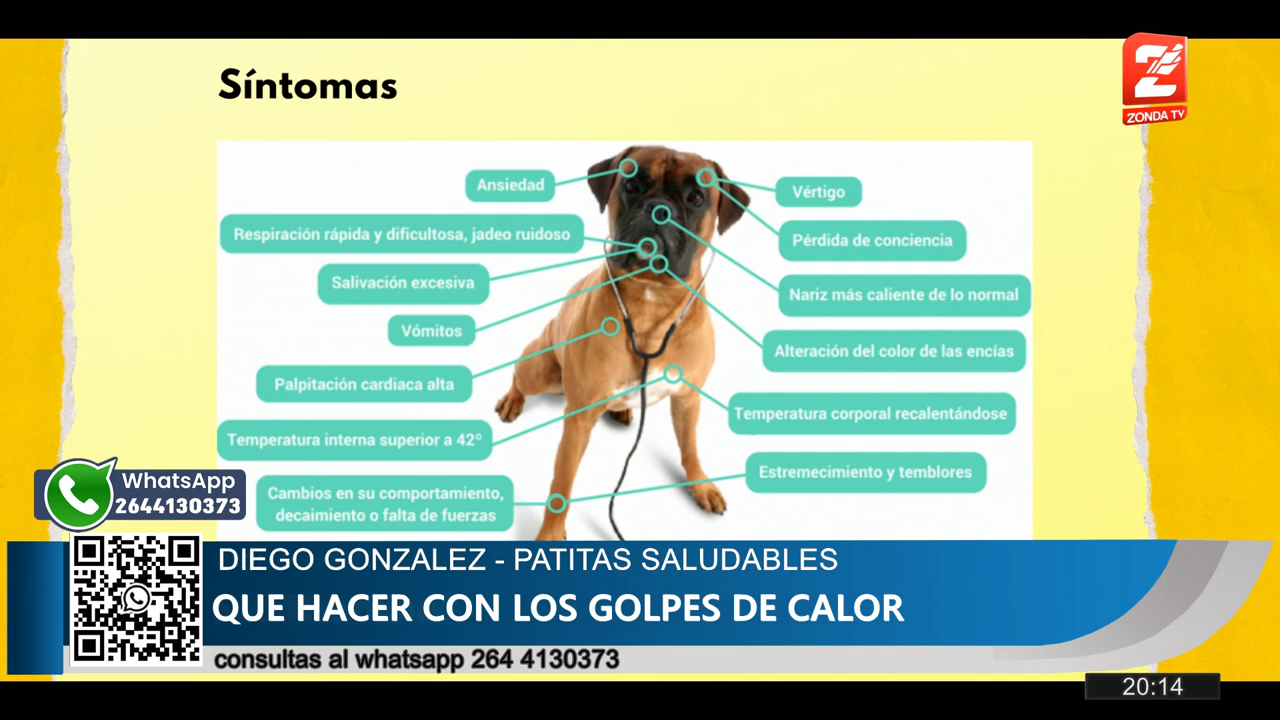 Síntomas
Z
ZONDA TV
Ansiedad
Respiración rápida y dificultosa, jadeo ruidoso
Salivación excesiva
Vómitos
Palpitación cardiaca alta
Temperatura interna superior a 42º
Cambios en su comportamiento,
decaimiento o falta de fuerzas
Vértigo
Pérdida de conciencia
Nariz más caliente de lo normal
Alteración del color de las encías
Temperatura corporal recalentándose
Estremecimiento y temblores
WhatsApp
2644130373
DIEGO GONZALEZ - PATITAS SALUDABLES
QUE HACER CON LOS GOLPES DE CALOR
consultas al whatsapp 264 4130373
20:14